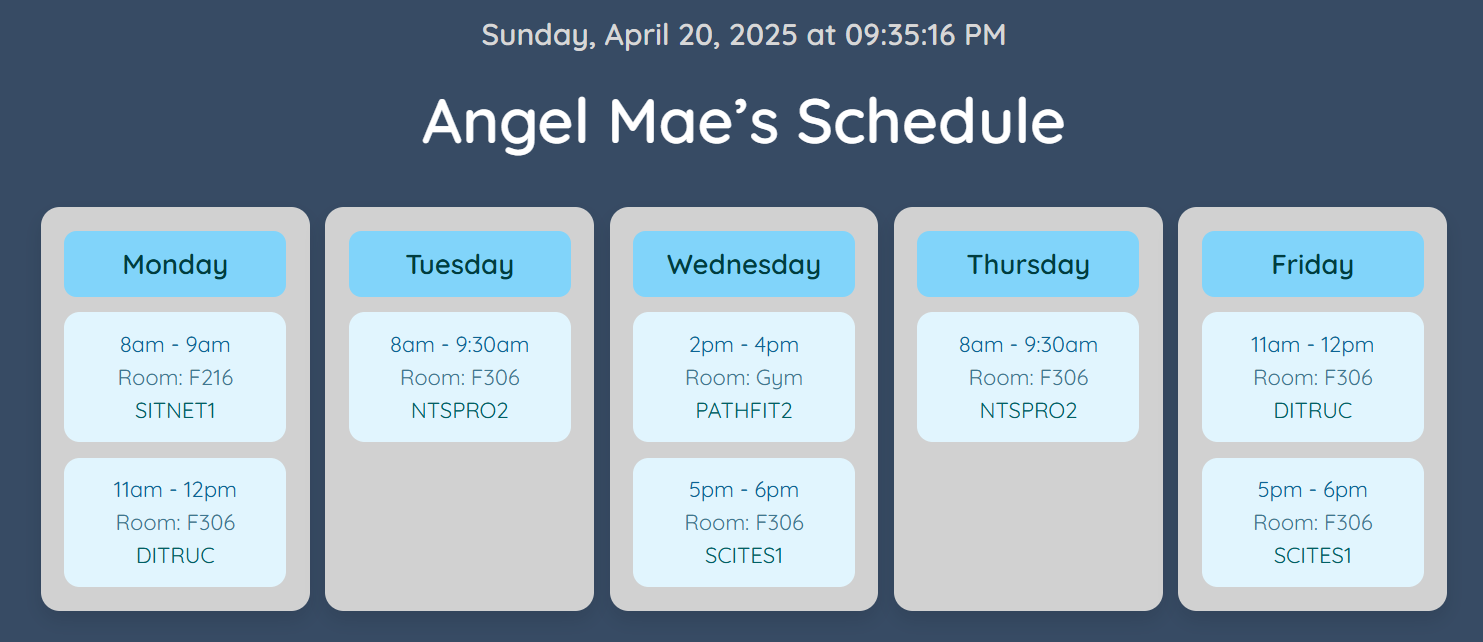 Sunday, April 20, 2025 at 09:35:16 PM
Angel Mae’s Schedule
Monday
8am - 9am
Room: F216
SITNET1
11am - 12pm
Room: F306
DITRUC
Tuesday
8am - 9:30am
Room: F306
NTSPRO2
Wednesday
2pm - 4pm
Room: Gym
PATHFIT2
5pm - 6pm
Room: F306
SCITES1
Thursday
8am - 9:30am
Room: F306
NTSPRO2
Friday
11am - 12pm
Room: F306
DITRUC
5pm - 6pm
Room: F306
SCITES1